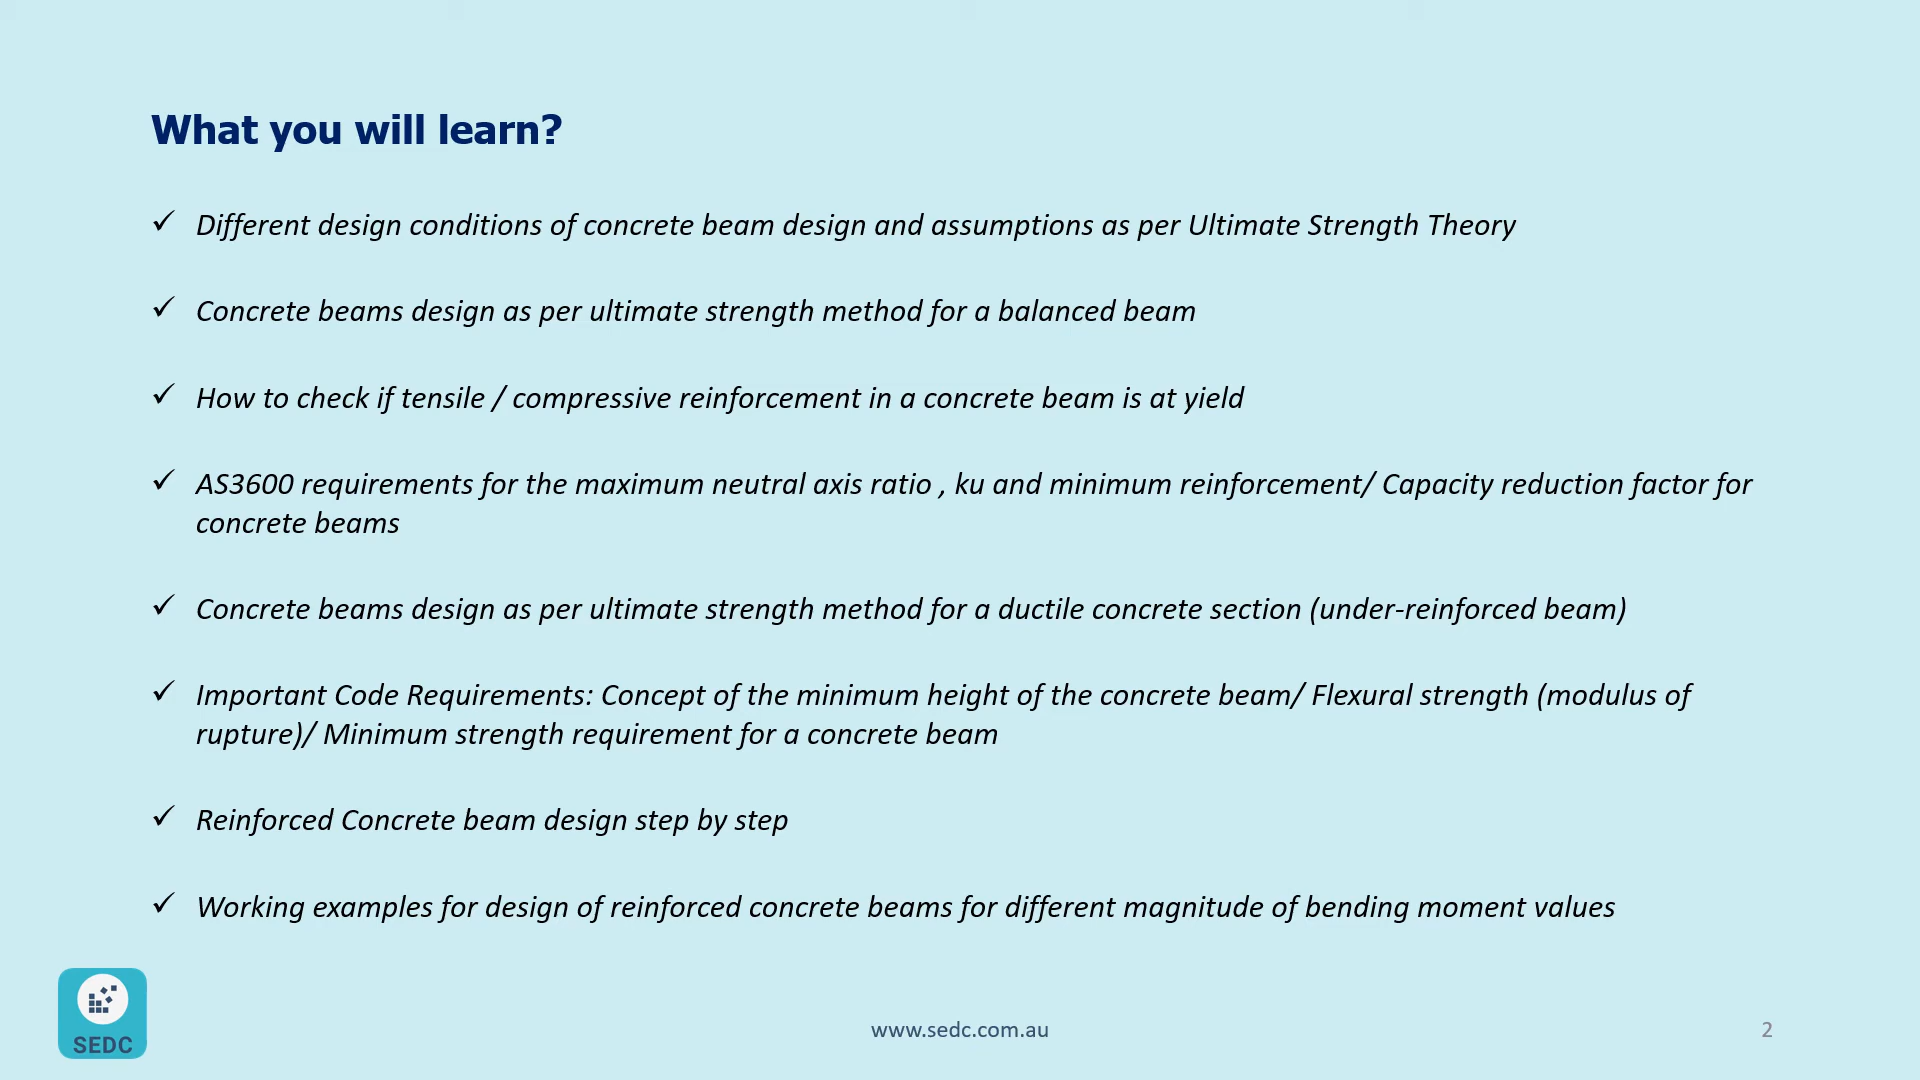 What you will learn?
✓ Different design conditions of concrete beam design and assumptions as per Ultimate Strength Theory
✓ Concrete beams design as per ultimate strength method for a balanced beam
✓ How to check if tensile / compressive reinforcement in a concrete beam is at yield
✓ AS3600 requirements for the maximum neutral axis ratio , ku and minimum reinforcement/ Capacity reduction factor for
concrete beams
✓ Concrete beams design as per ultimate strength method for a ductile concrete section (under-reinforced beam)
✓ Important Code Requirements: Concept of the minimum height of the concrete beam/ Flexural strength (modulus of
rupture)/ Minimum strength requirement for a concrete beam
✓ Reinforced Concrete beam design step by step
✓ Working examples for design of reinforced concrete beams for different magnitude of bending moment values
SEDC
www.sedc.com.au
2